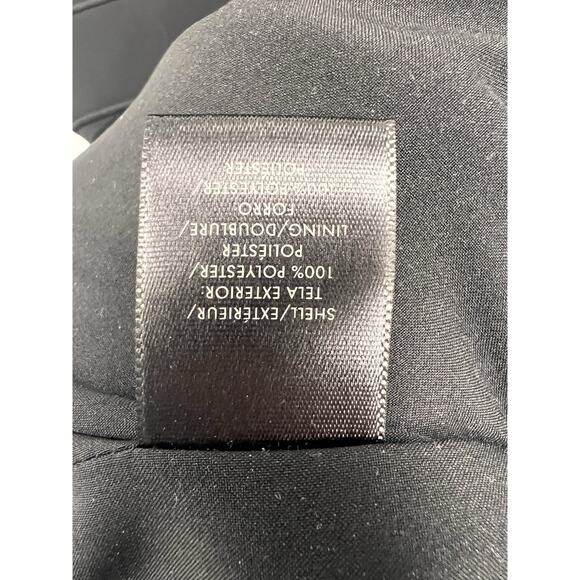 SHELL/EXTÉRIEUR/
TELA EXTERIOR:
100% POLYESTER/
POLIÉSTER
LINING/DOUBLURE/
FORRO
100% POLYESTER/
POLIÉSTER